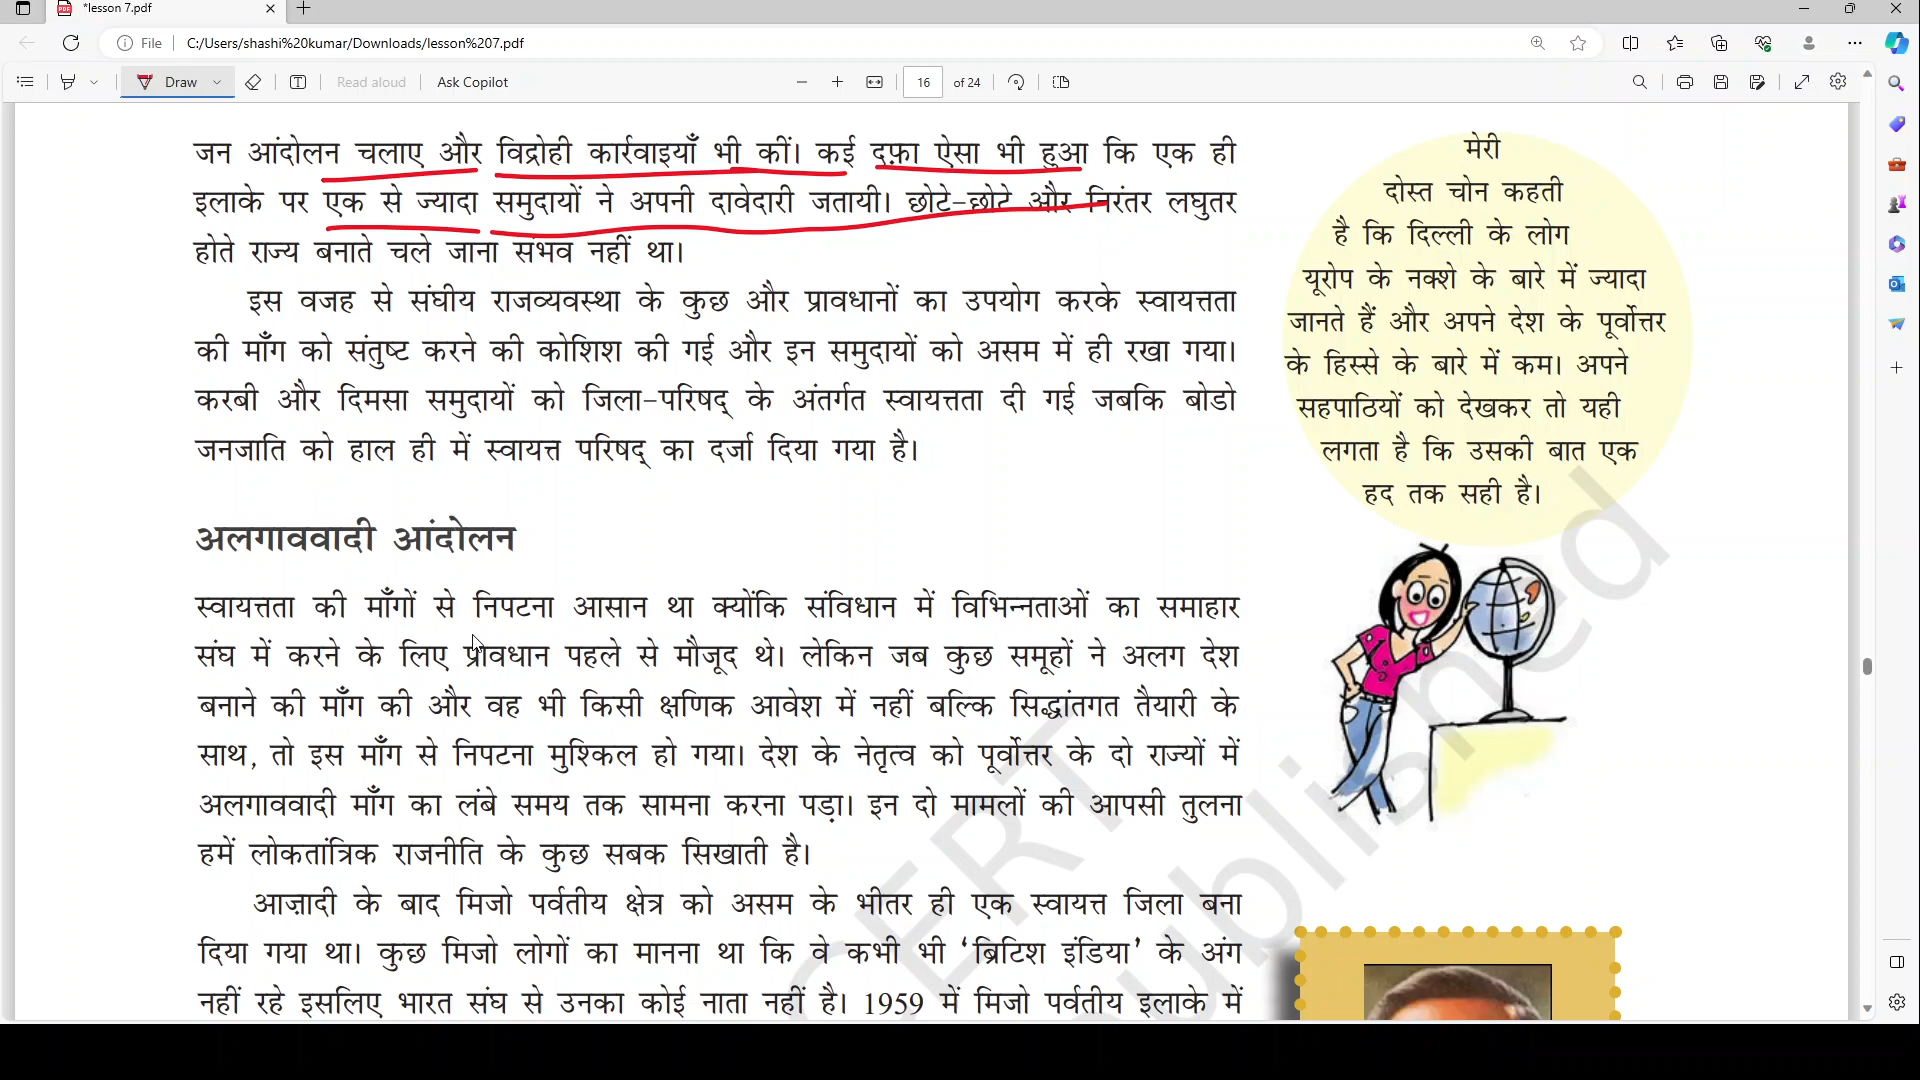 *lesson 7.pdf
File
C:/Users/shashi%20kumar/Downloads/lesson%207.pdf
Draw
Read aloud
Ask Copilot
16
of 24
जन आंदोलन चलाए और विद्रोही कार्रवाइयाँ भी कीं। कई दफ़ा ऐसा भी हुआ कि एक ही
इलाके पर एक से ज्यादा समुदायों ने अपनी दावेदारी जतायी। छोटे-छोटे और निरंतर लघुतर
होते राज्य बनाते चले जाना संभव नहीं था।
इस वजह से संघीय राजव्यवस्था के कुछ और प्रावधानों का उपयोग करके स्वायत्तता
की माँग को संतुष्ट करने की कोशिश की गई और इन समुदायों को असम में ही रखा गया।
करबी और दिमसा समुदायों को जिला-परिषद् के अंतर्गत स्वायत्तता दी गई जबकि बोडो
जनजाति को हाल ही में स्वायत्त परिषद् का दर्जा दिया गया है।
अलगाववादी आंदोलन
स्वायत्तता की माँगों से निपटना आसान था क्योंकि संविधान में विभिन्नताओं का समाहार
संघ में करने के लिए प्रावधान पहले से मौजूद थे। लेकिन जब कुछ समूहों ने अलग देश
बनाने की माँग की और वह भी किसी क्षणिक आवेश में नहीं बल्कि सिद्धांतगत तैयारी के
साथ, तो इस माँग से निपटना मुश्किल हो गया। देश के नेतृत्व को पूर्वोत्तर के दो राज्यों में
अलगाववादी माँग का लंबे समय तक सामना करना पड़ा। इन दो मामलों की आपसी तुलना
हमें लोकतांत्रिक राजनीति के कुछ सबक सिखाती है।
आज़ादी के बाद मिजो पर्वतीय क्षेत्र को असम के भीतर ही एक स्वायत्त जिला बना
दिया गया था। कुछ मिजो लोगों का मानना था कि वे कभी भी ‘ब्रिटिश इंडिया’ के अंग
नहीं रहे इसलिए भारत संघ से उनका कोई नाता नहीं है। 1959 में मिजो पर्वतीय इलाके में
मेरी
दोस्त चोन कहती
है कि दिल्ली के लोग
यूरोप के नक्शे के बारे में ज्यादा
जानते हैं और अपने देश के पूर्वोत्तर
के हिस्से के बारे में कम। अपने
सहपाठियों को देखकर तो यही
लगता है कि उसकी बात एक
हद तक सही है।